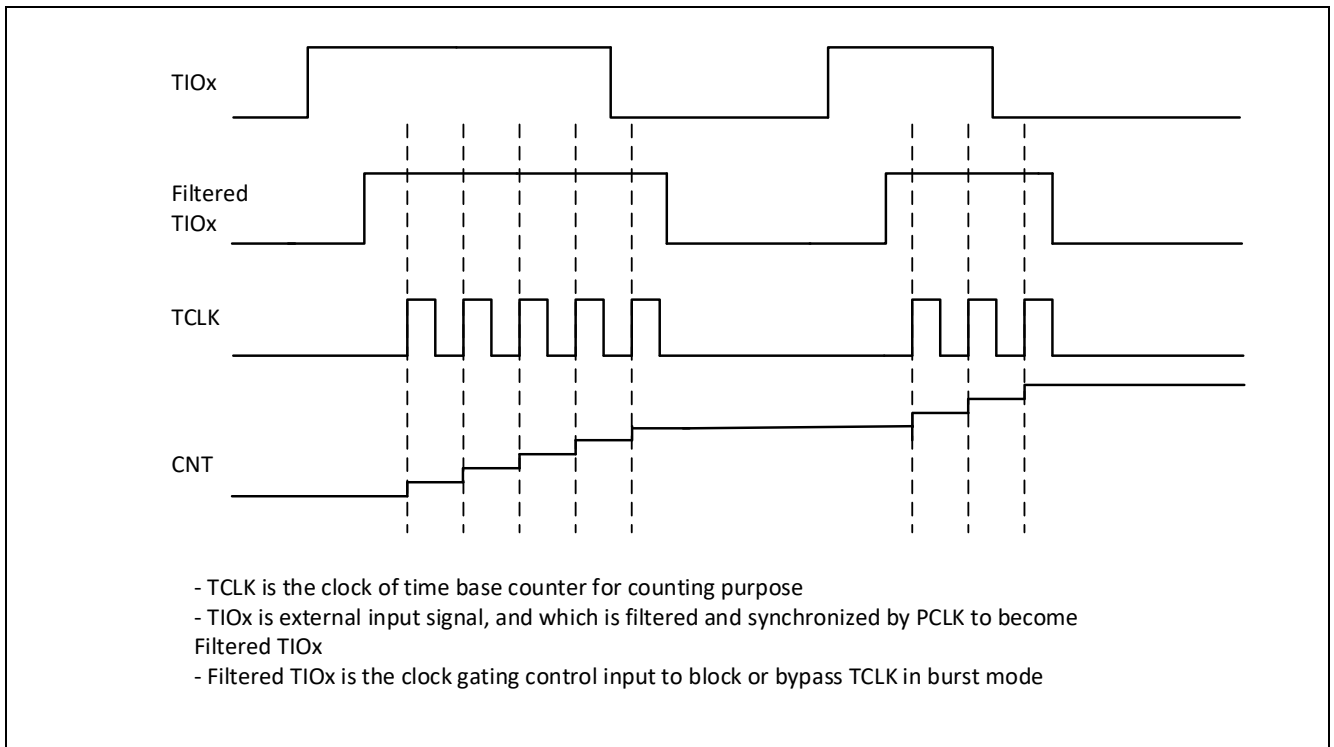 TIOx
Filtered
TIOx
TCLK
CNT
- TCLK is the clock of time base counter for counting purpose
- TIOx is external input signal, and which is filtered and synchronized by PCLK to become
Filtered TIOx
- Filtered TIOx is the clock gating control input to block or bypass TCLK in burst mode